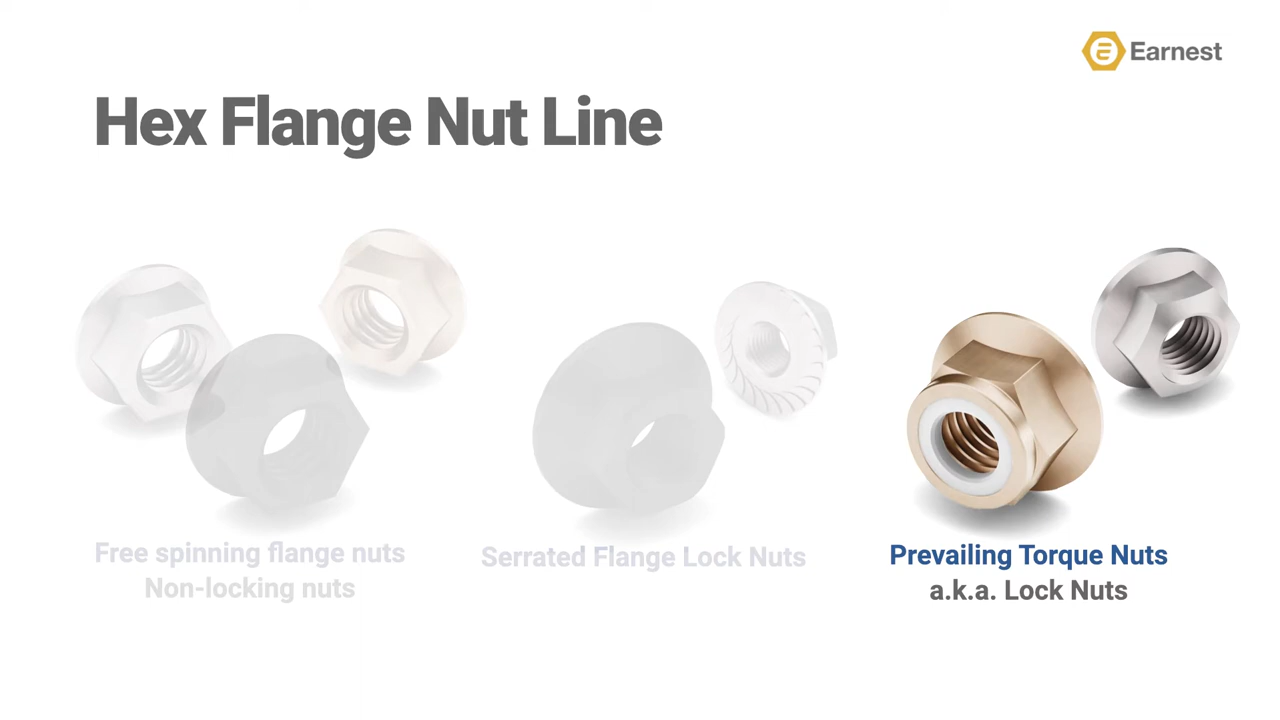 Earnest
Hex Flange Nut Line
Free spinning flange nuts
Non-locking nuts
Serrated Flange Lock Nuts
Prevailing Torque Nuts
a.k.a. Lock Nuts